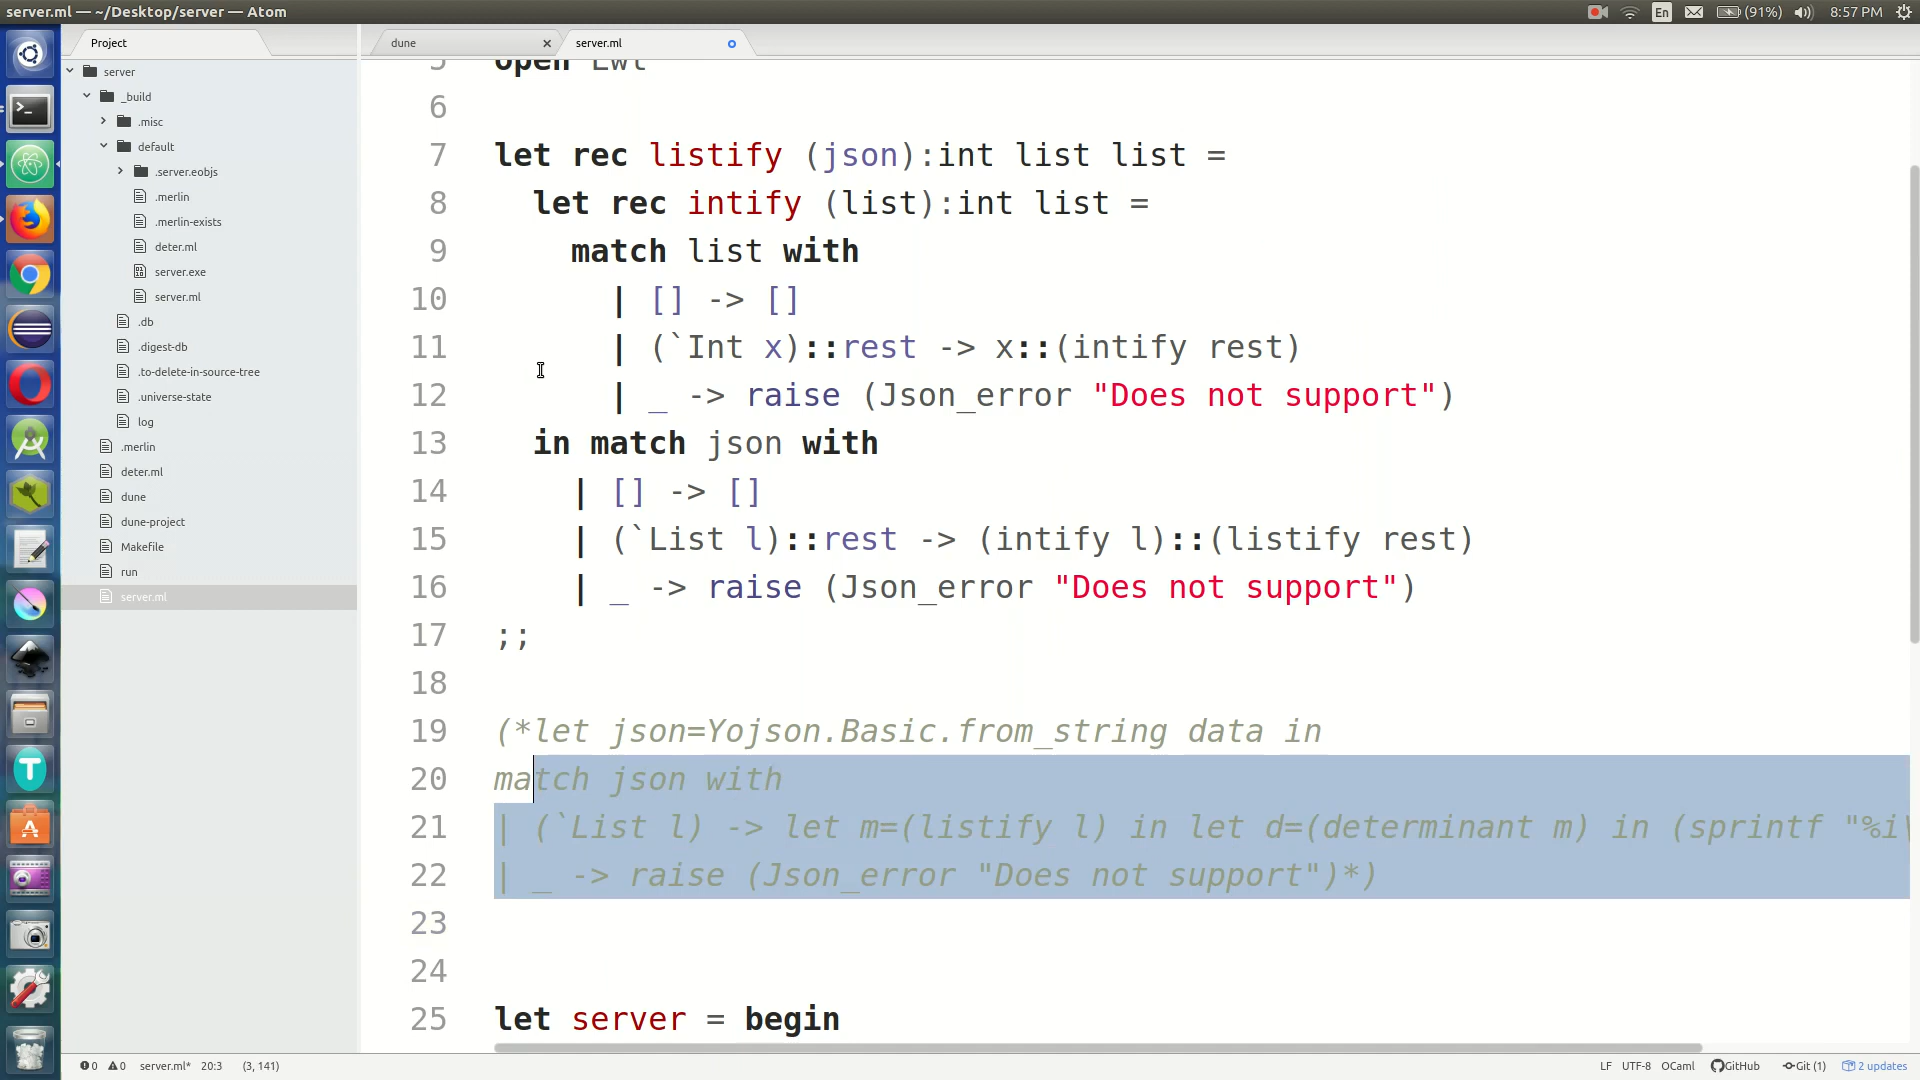 server.ml — ~/Desktop/server — Atom
En
(91%)
8:57 PM
Project
dune
server.ml
server
_build
.misc
default
.server.eobjs
.merlin
.merlin-exists
deter.ml
server.exe
server.ml
.db
.digest-db
.to-delete-in-source-tree
.universe-state
log
.merlin
deter.ml
dune
dune-project
Makefile
run
server.ml
5 open Lwt
6
7 let rec listify (json):int list list =
8 let rec intify (list):int list =
9 match list with
10 | [] -> []
11 | (`Int x)::rest -> x::(intify rest)
12 | _ -> raise (Json_error "Does not support")
13 in match json with
14 | [] -> []
15 | (`List l)::rest -> (intify l)::(listify rest)
16 | _ -> raise (Json_error "Does not support")
17 ;;
18
19 (*let json=Yojson.Basic.from_string data in
20 match json with
21 | (`List l) -> let m=(listify l) in let d=(determinant m) in (sprintf "%i\
22 | _ -> raise (Json_error "Does not support")*)
23
24
25 let server = begin
0 0 server.ml* 20:3 (3, 141)
LF UTF-8 OCaml GitHub Git (1) 2 updates